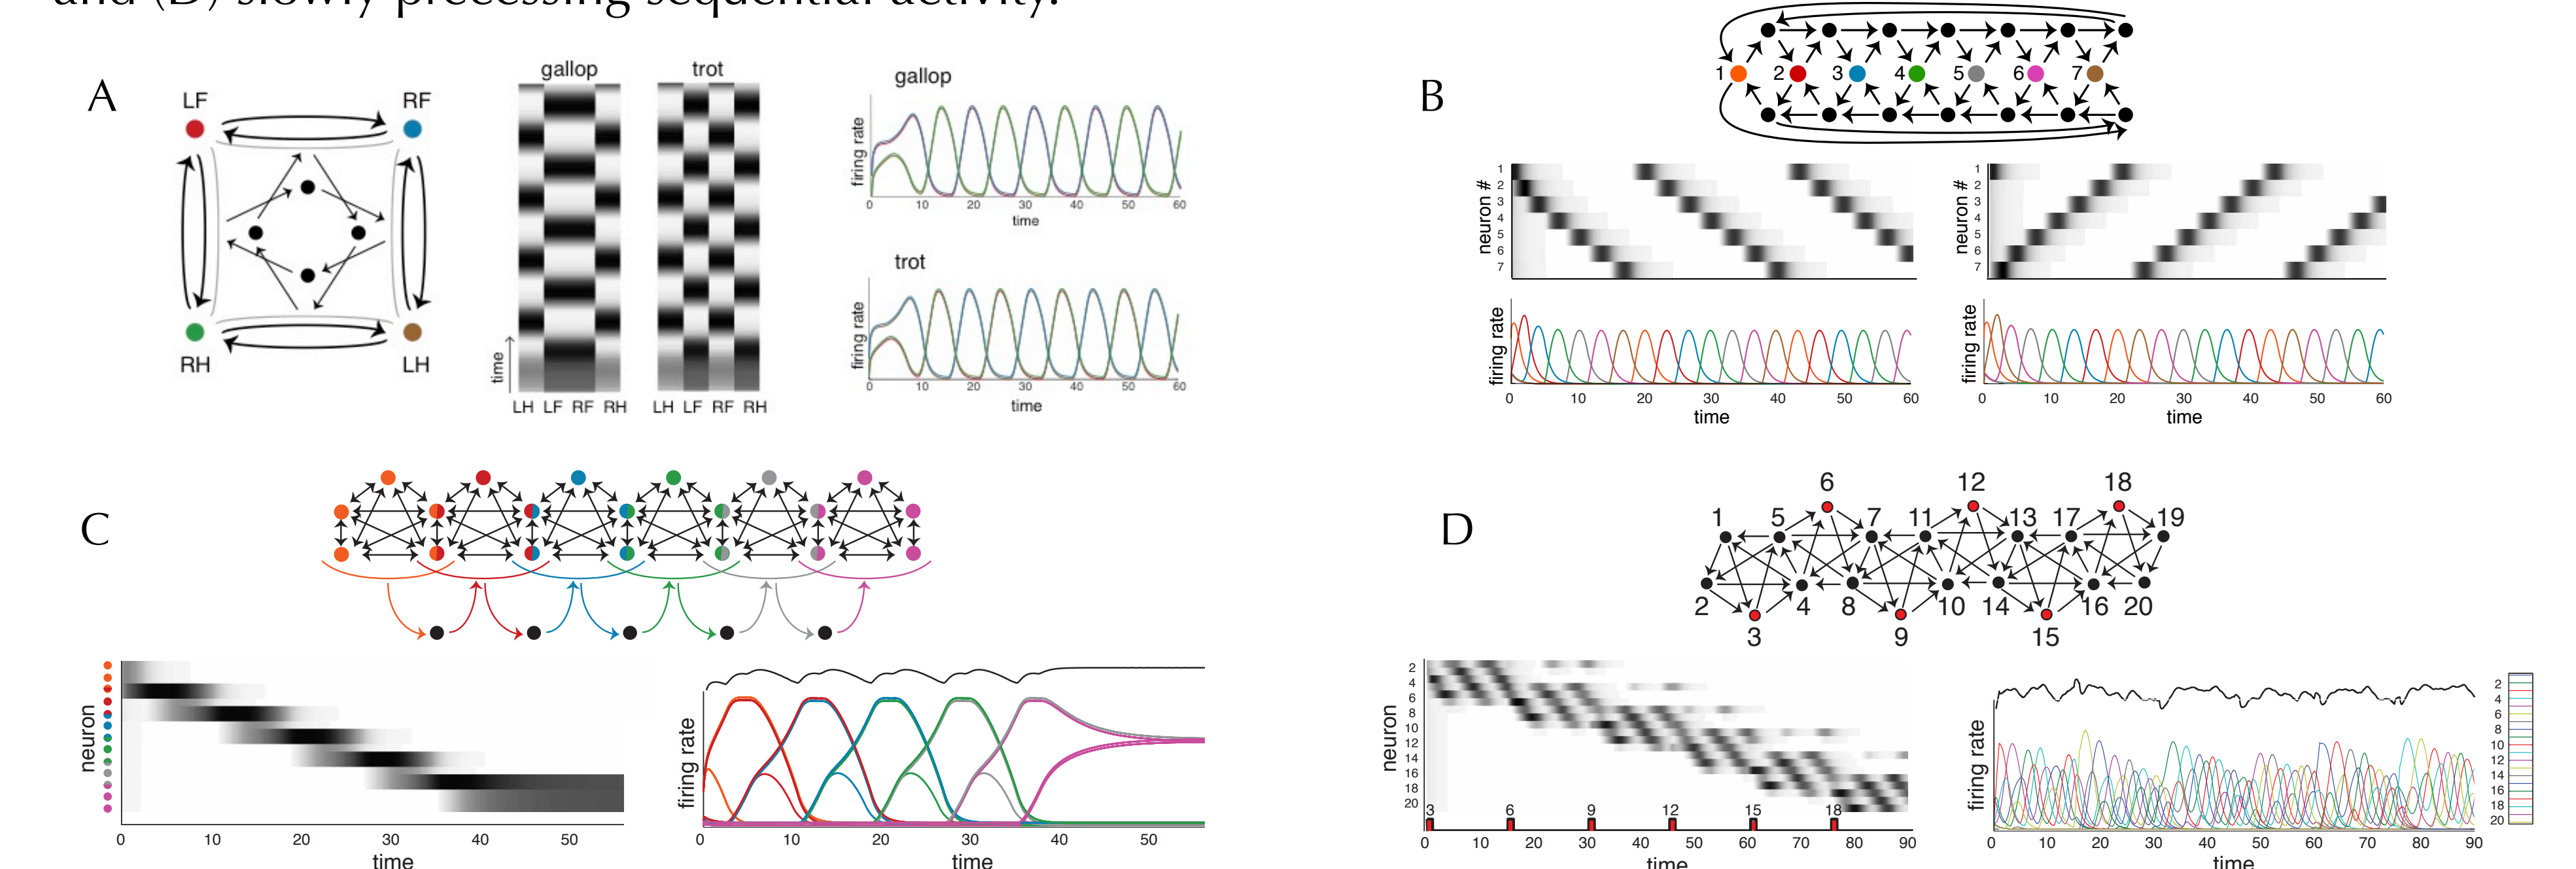 and (D) slowly precessing sequential activity.
A
LF
RF
RH
LH
gallop
time
LH LF RF RH
trot
LH LF RF RH
gallop
firing rate
0 10 20 30 40 50 60
time
trot
firing rate
0 10 20 30 40 50 60
time
B
1 2 3 4 5 6 7
neuron #
1
2
3
4
5
6
7
neuron #
1
2
3
4
5
6
7
firing rate
0 10 20 30 40 50 60
time
firing rate
0 10 20 30 40 50 60
time
C
neuron
0 10 20 30 40 50
time
firing rate
0 10 20 30 40 50
time
D
6 12 18
1 5 7 11 13 17 19
2 4 8 10 14 16 20
3 9 15
neuron
2
4
6
8
10
12
14
16
18
20
3 6 9 12 15 18
0 10 20 30 40 50 60 70 80 90
time
firing rate
0 10 20 30 40 50 60 70 80 90
time
2
4
6
8
10
12
14
16
18
20